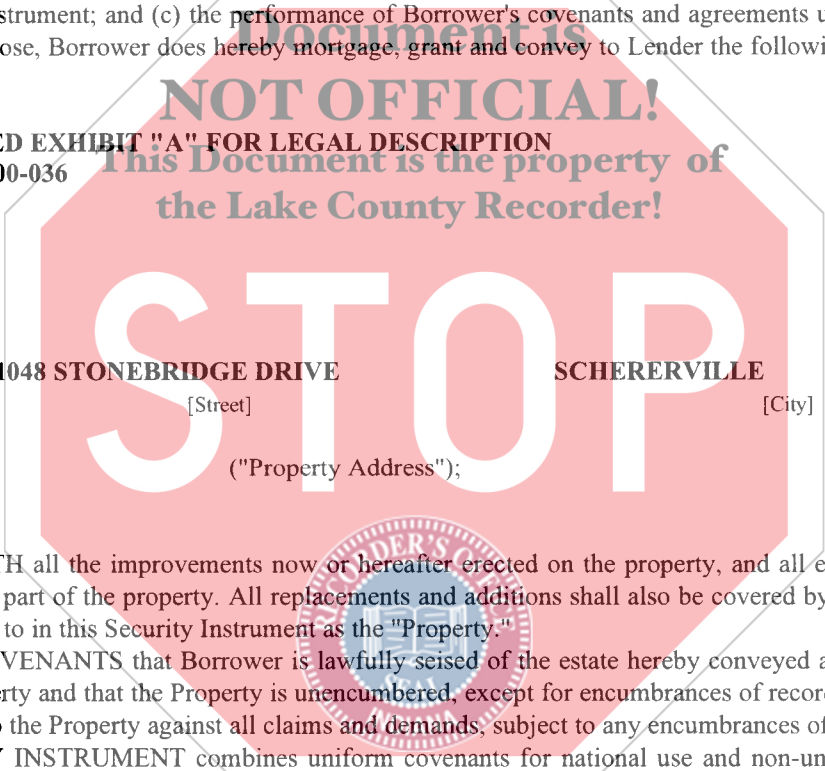 strument; and (c) the performance of Borrower's covenants and agreements u
ose, Borrower does hereby mortgage, grant and convey to Lender the followi
Document is
NOT OFFICIAL!
ED EXHIBIT "A" FOR LEGAL DESCRIPTION
00-036
This Document is the property of
the Lake County Recorder!
STOP
1048 STONEBRIDGE DRIVE SCHERERVILLE
[Street] [City]
("Property Address");
TH all the improvements now or hereafter erected on the property, and all e
part of the property. All replacements and additions shall also be covered by
to in this Security Instrument as the "Property."
VENANTS that Borrower is lawfully seised of the estate hereby conveyed a
erty and that the Property is unencumbered, except for encumbrances of record
o the Property against all claims and demands, subject to any encumbrances of
Y INSTRUMENT combines uniform covenants for national use and non-un
RECORDER'S OFFICE
SEAL
INDIANA